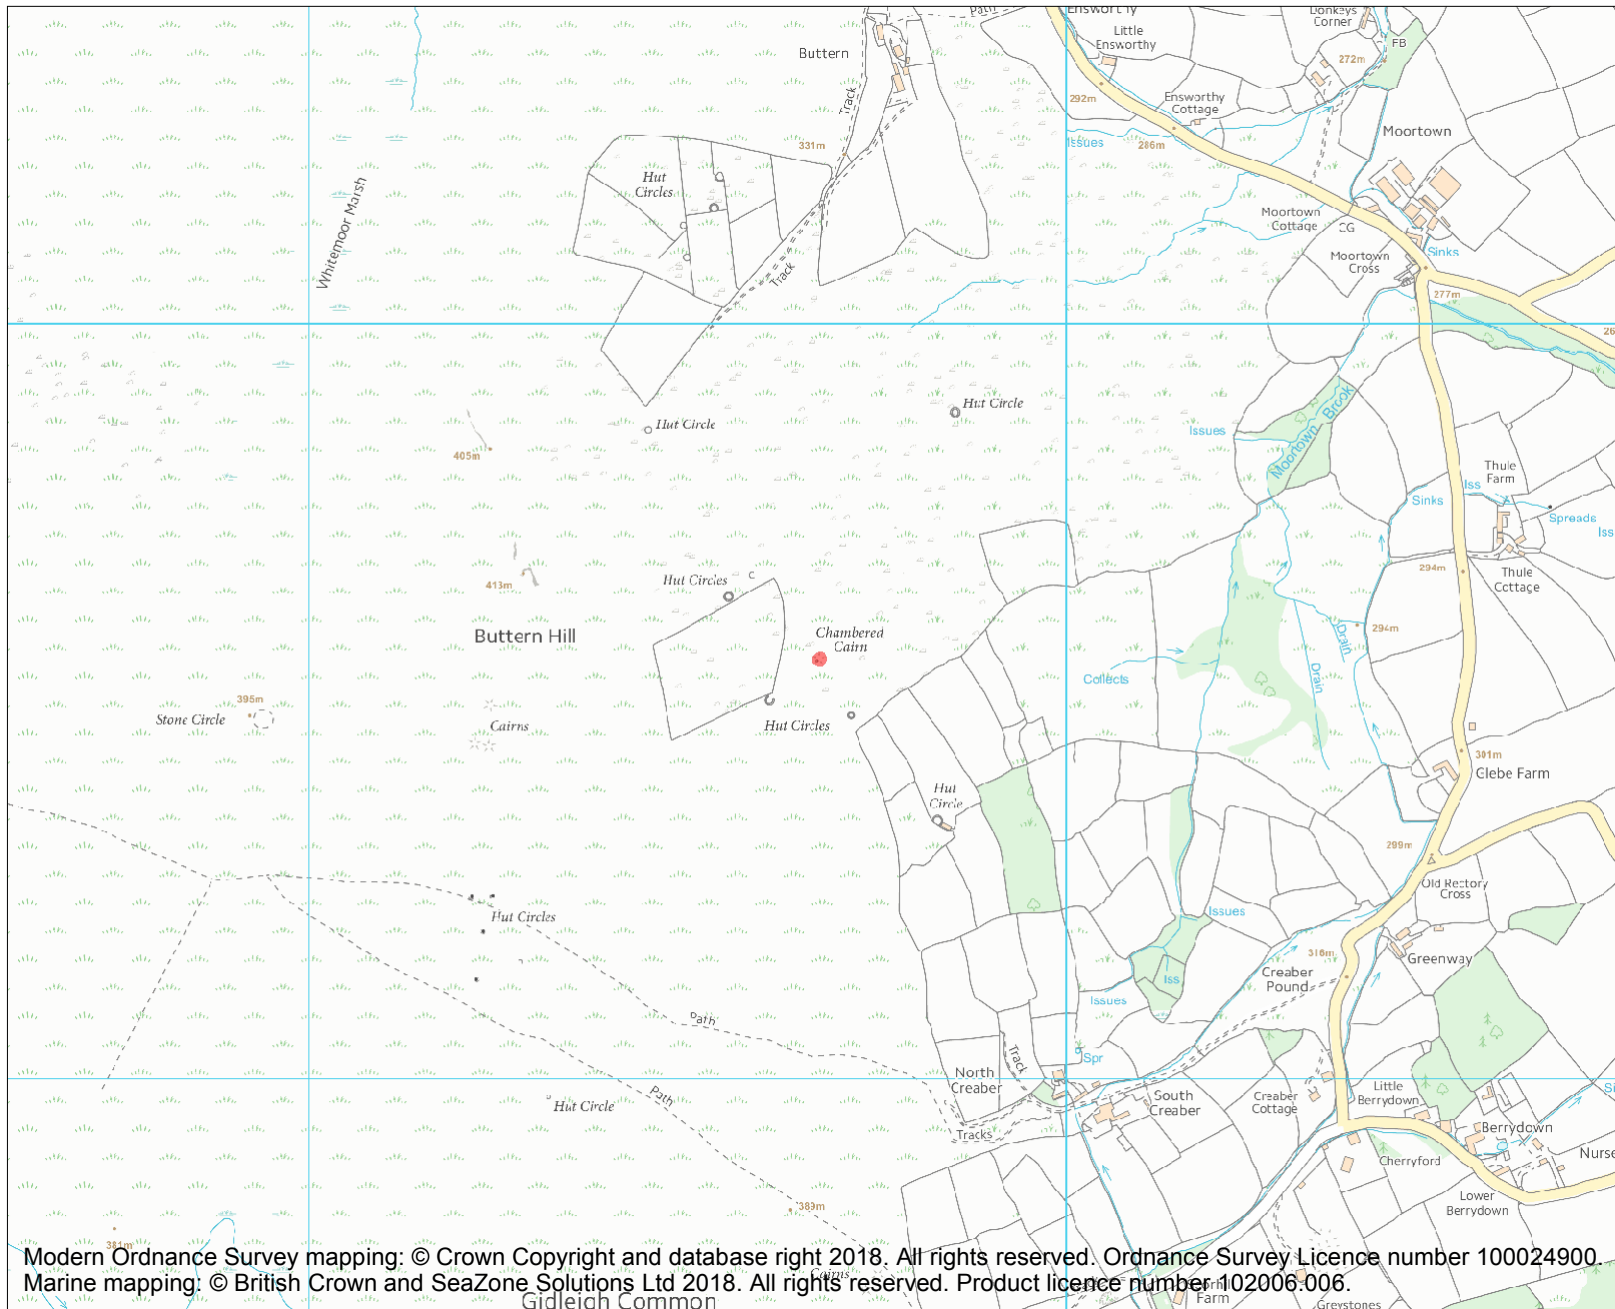 Path
Ensworthy
Donkeys
Corner
Little
Ensworthy
FB
Buttern
272m
Track
292m
Ensworthy
Cottage
Moortown
331m
Issues
286m
Hut
Circles
Whitemoor Marsh
Moortown
Cottage
CG
Sinks
Moortown
Cross
Track
277m
26
Hut Circle
Moortown Brook
Hut Circle
Issues
405m
Thule
Farm
Iss
Sinks
Spreads
Iss
Hut Circles
413m
294m
Thule
Cottage
Buttern Hill
Chambered
Cairn
294m
Drain
Drain
Collects
395m
Stone Circle
Cairns
Hut Circles
301m
Glebe Farm
Hut
Circle
299m
Old Rectory
Cross
Hut Circles
Issues
316m
Greenway
Creaber
Pound
Iss
Issues
Path
Track
Spr
North
Creaber
South
Creaber
Creaber
Cottage
Little
Berrydown
Si
Path
Hut Circle
Tracks
Berrydown
Cherryford
Nurse
Lower
Berrydown
389m
381m
Modern Ordnance Survey mapping: © Crown Copyright and database right 2018. All rights reserved. Ordnance Survey Licence number 100024900.
Marine mapping: © British Crown and SeaZone Solutions Ltd 2018. All rights reserved. Product licence number 102006.006.
Cairns
Gidleigh Common
Farm
Greystones